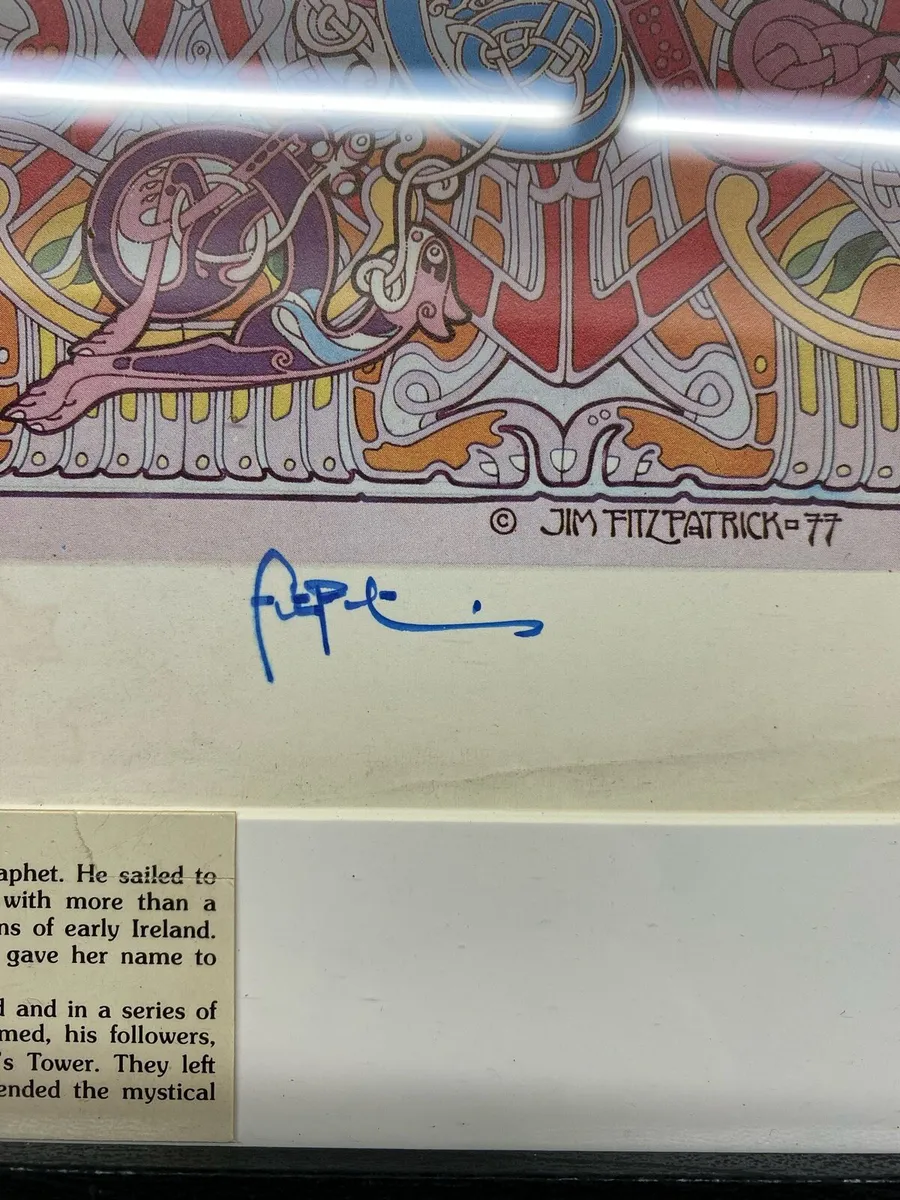 © JIM FITZPATRICK - 77
aphet. He sailed to
with more than a
ns of early Ireland.
gave her name to
d and in a series of
med, his followers,
's Tower. They left
ended the mystical